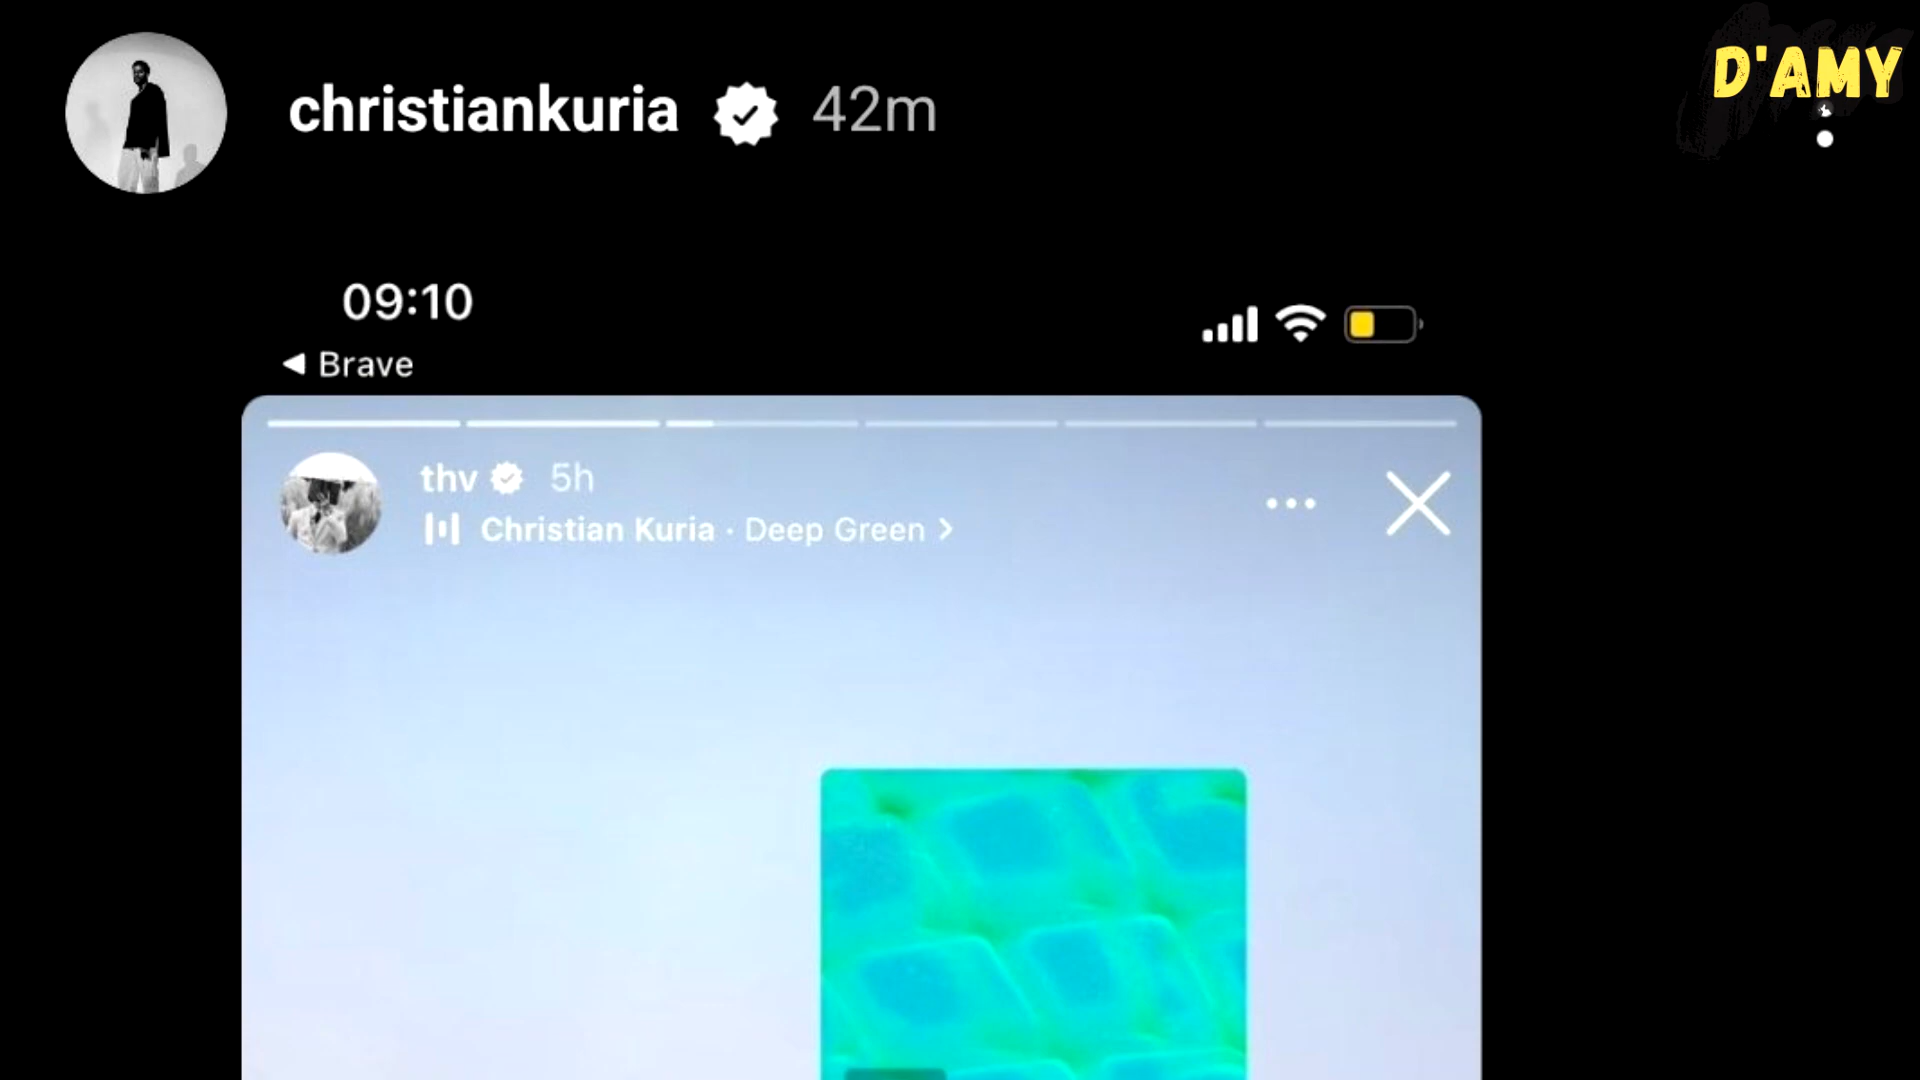 christiankuria 42m
D'AMY
09:10
◀ Brave
thv 5h
Christian Kuria · Deep Green >